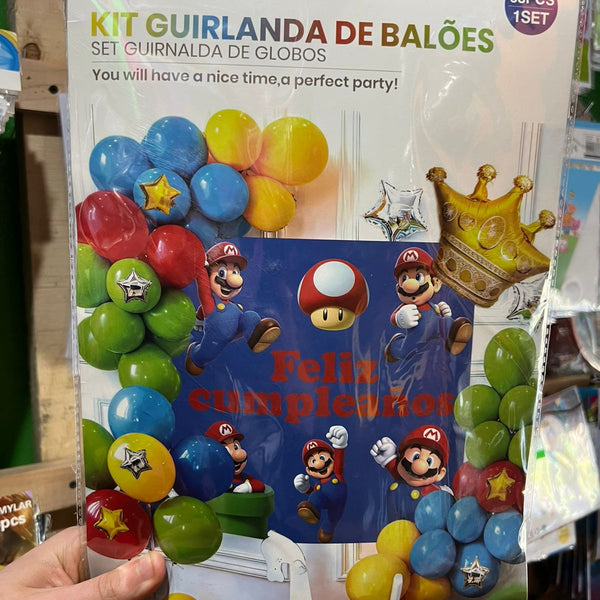 KIT GUIRLANDA DE BALÕES
1SET
SET GUIRNALDA DE GLOBOS
You will have a nice time,a perfect party!
M
M
Feliz
cumpleaños
M
M
M
MYLAR
pcs